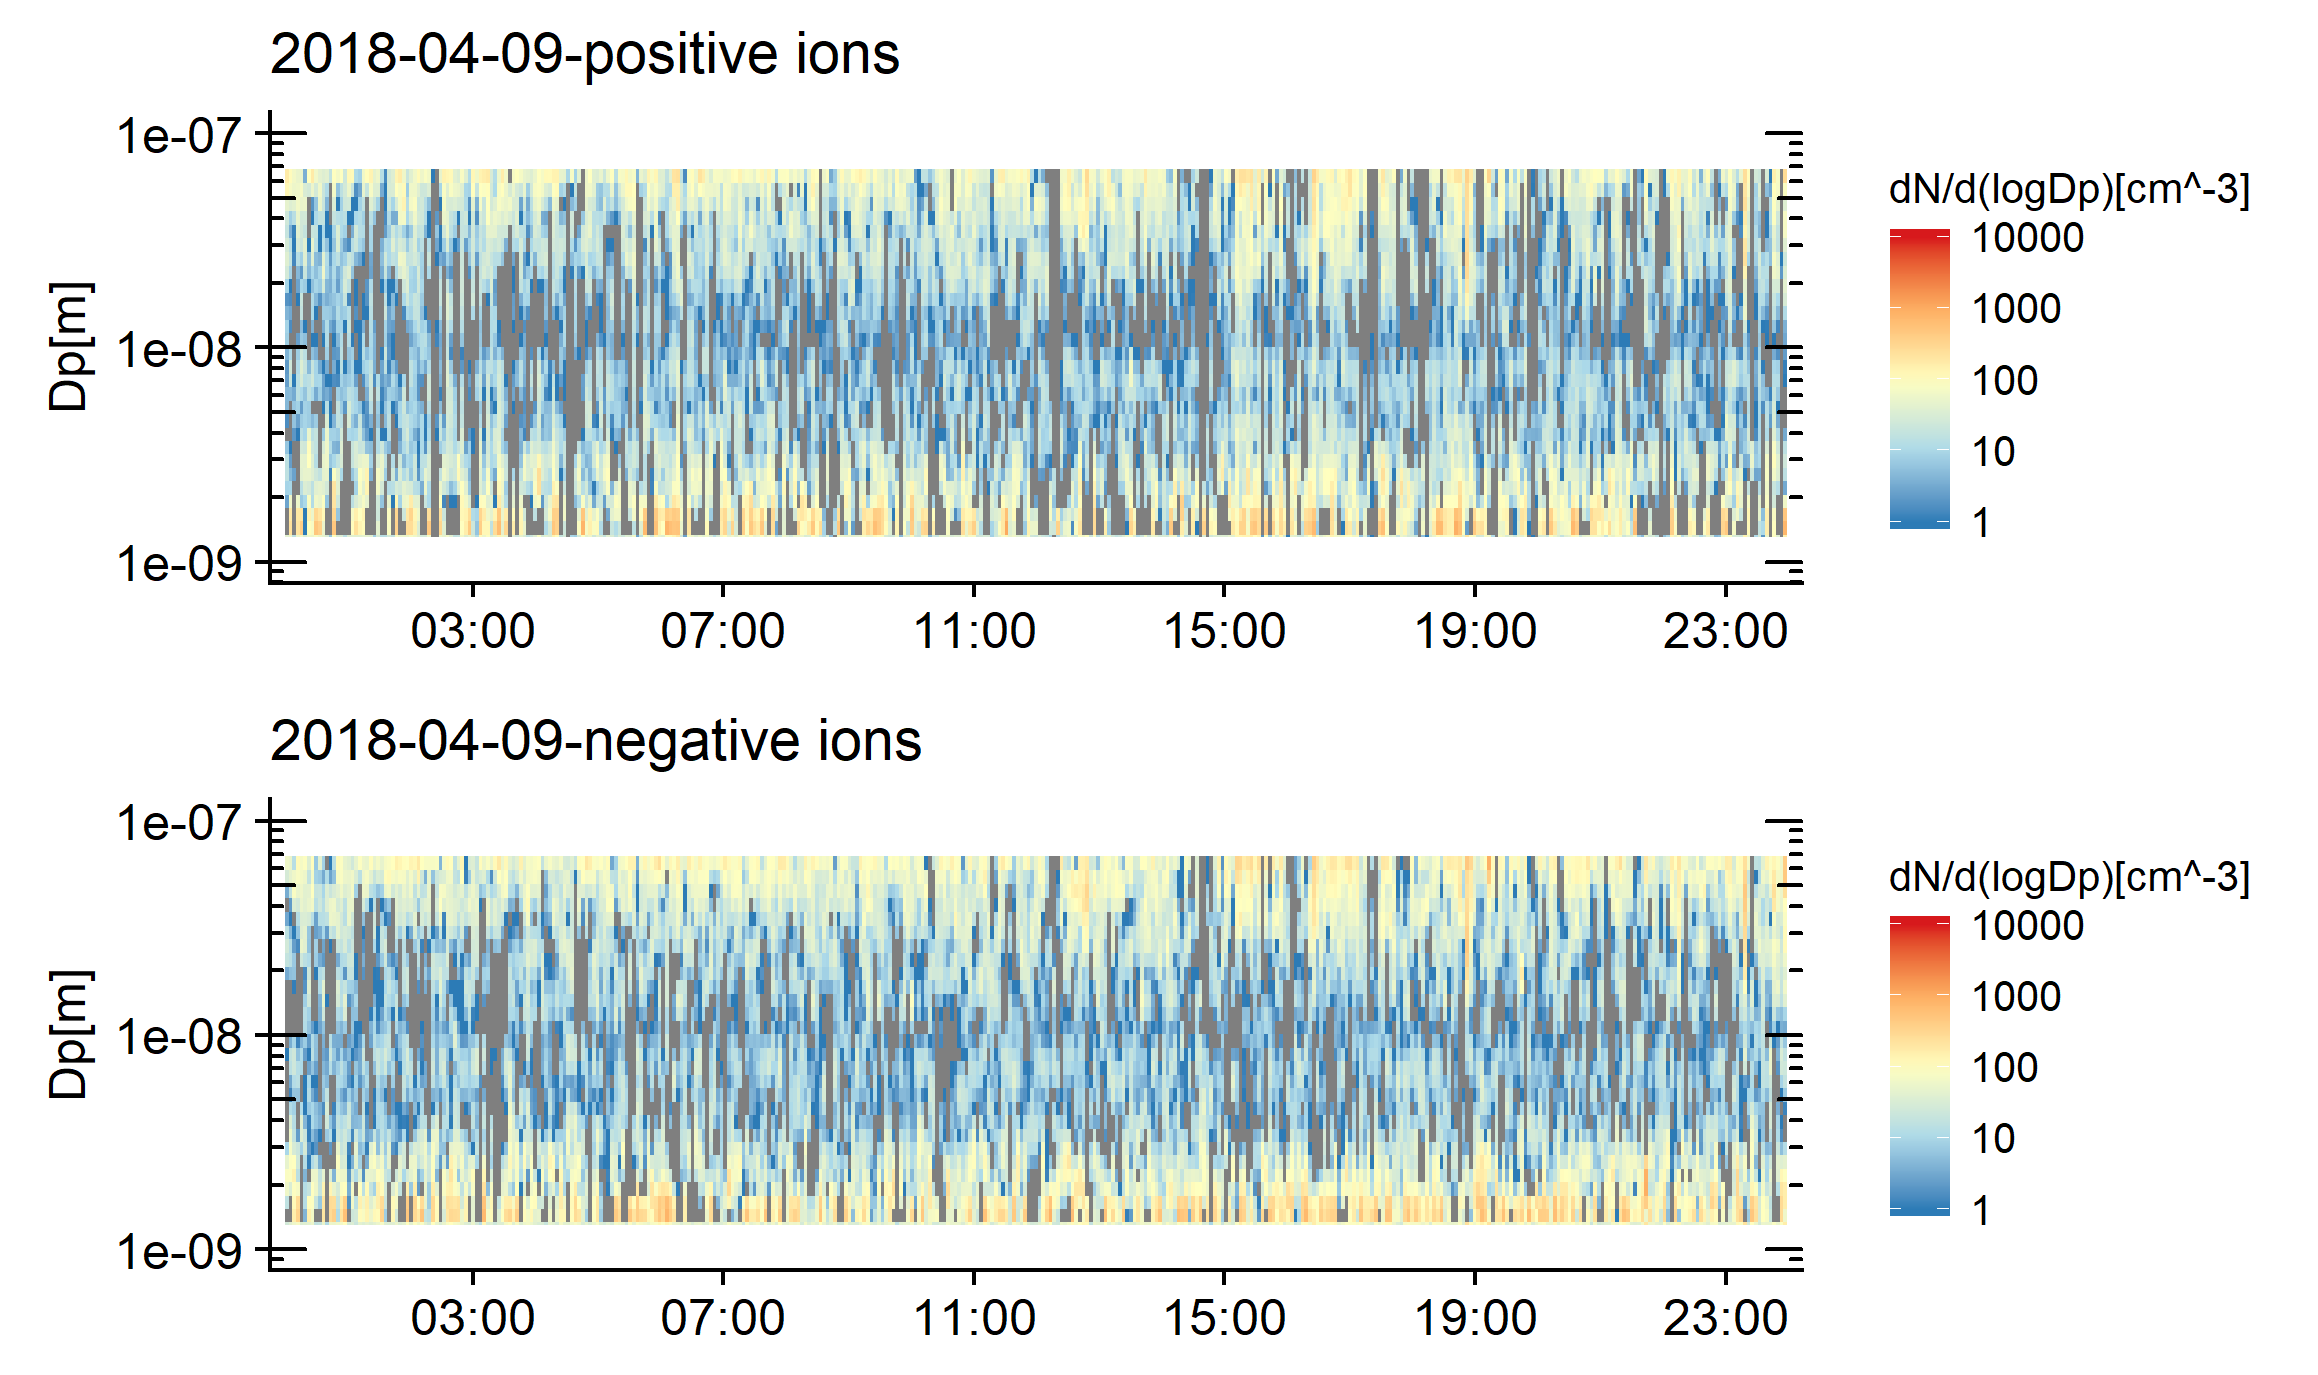 2018-04-09-positive ions
1e-07
1e-08
1e-09
Dp[m]
03:00 07:00 11:00 15:00 19:00 23:00
dN/d(logDp)[cm^-3]
10000
1000
100
10
1
2018-04-09-negative ions
1e-07
1e-08
1e-09
Dp[m]
03:00 07:00 11:00 15:00 19:00 23:00
dN/d(logDp)[cm^-3]
10000
1000
100
10
1